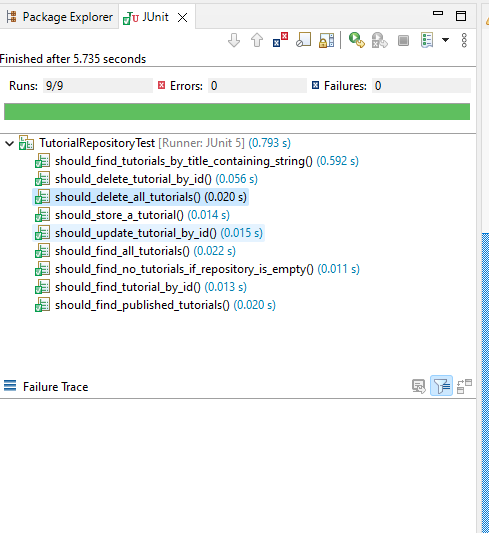 Package Explorer JUnit
Finished after 5.735 seconds
Runs: 9/9 Errors: 0 Failures: 0
TutorialRepositoryTest [Runner: JUnit 5] (0.793 s)
should_find_tutorials_by_title_containing_string() (0.592 s)
should_delete_tutorial_by_id() (0.056 s)
should_delete_all_tutorials() (0.020 s)
should_store_a_tutorial() (0.014 s)
should_update_tutorial_by_id() (0.015 s)
should_find_all_tutorials() (0.022 s)
should_find_no_tutorials_if_repository_is_empty() (0.011 s)
should_find_tutorial_by_id() (0.013 s)
should_find_published_tutorials() (0.020 s)
Failure Trace